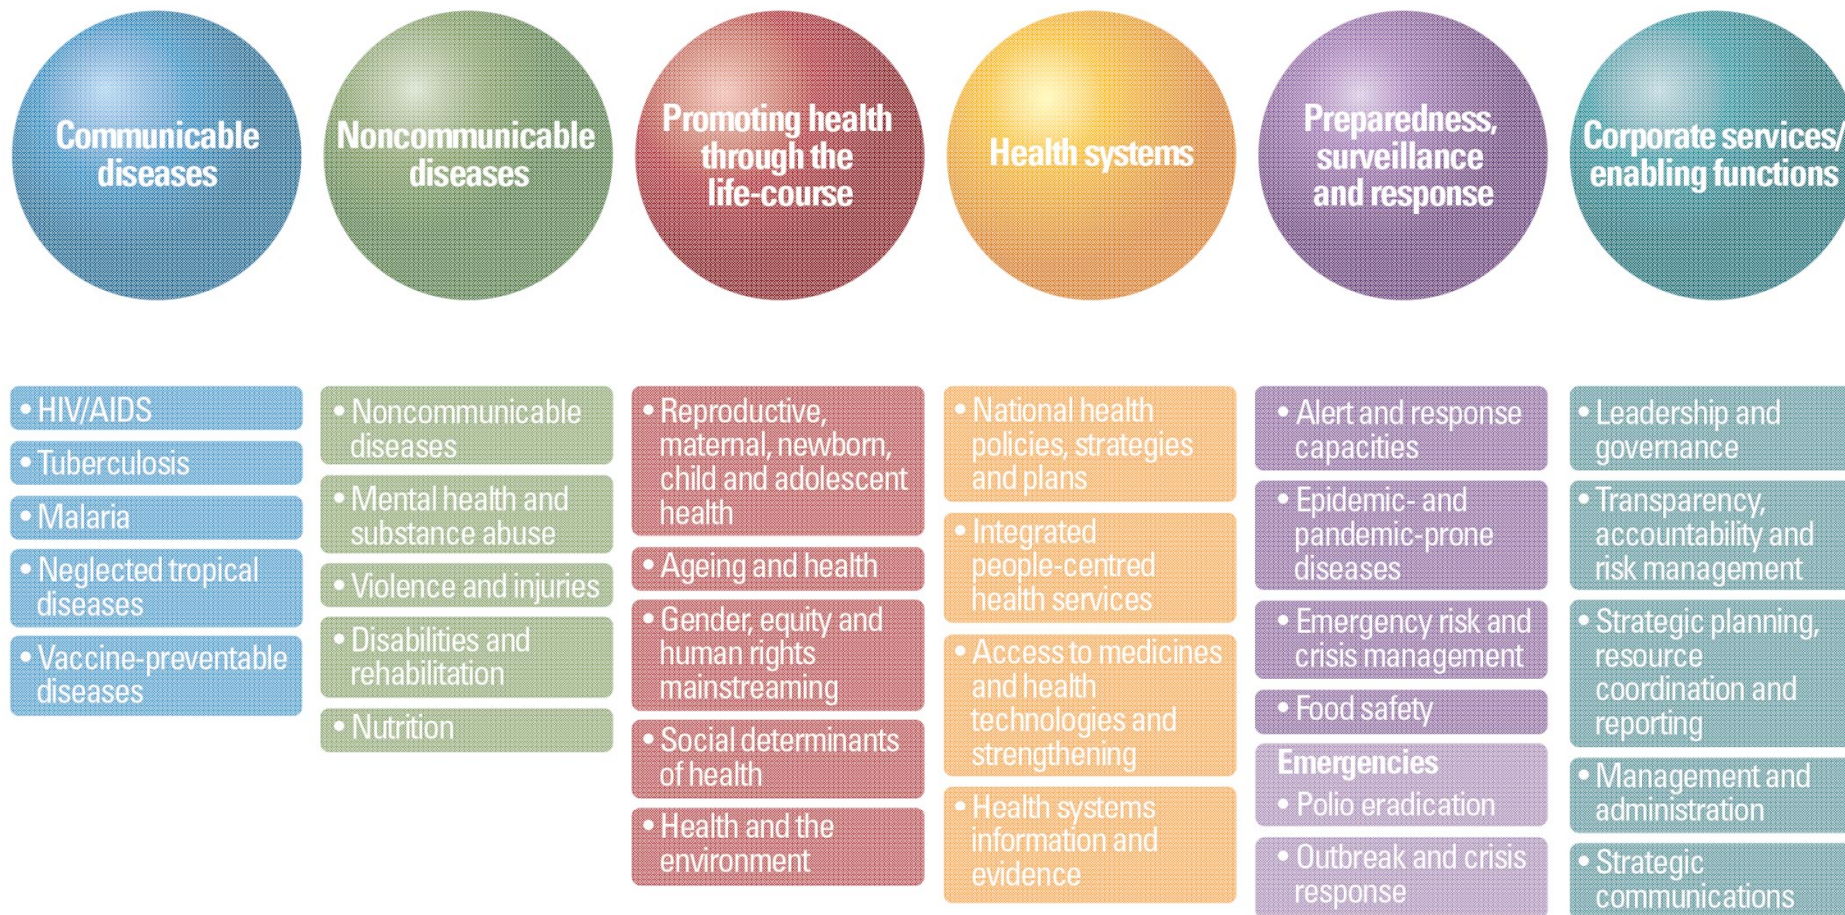 Communicable
diseases
Noncommunicable
diseases
Promoting health
through the
life-course
Health systems
Preparedness,
surveillance
and response
Corporate services/
enabling functions
• HIV/AIDS
• Tuberculosis
• Malaria
• Neglected tropical
diseases
• Vaccine-preventable
diseases
• Noncommunicable
diseases
• Mental health and
substance abuse
• Violence and injuries
• Disabilities and
rehabilitation
• Nutrition
• Reproductive,
maternal, newborn,
child and adolescent
health
• Ageing and health
• Gender, equity and
human rights
mainstreaming
• Social determinants
of health
• Health and the
environment
• National health
policies, strategies
and plans
• Integrated
people-centred
health services
• Access to medicines
and health
technologies and
strengthening
• Health systems
information and
evidence
• Alert and response
capacities
• Epidemic- and
pandemic-prone
diseases
• Emergency risk and
crisis management
• Food safety
Emergencies
• Polio eradication
• Outbreak and crisis
response
• Leadership and
governance
• Transparency,
accountability and
risk management
• Strategic planning,
resource
coordination and
reporting
• Management and
administration
• Strategic
communications